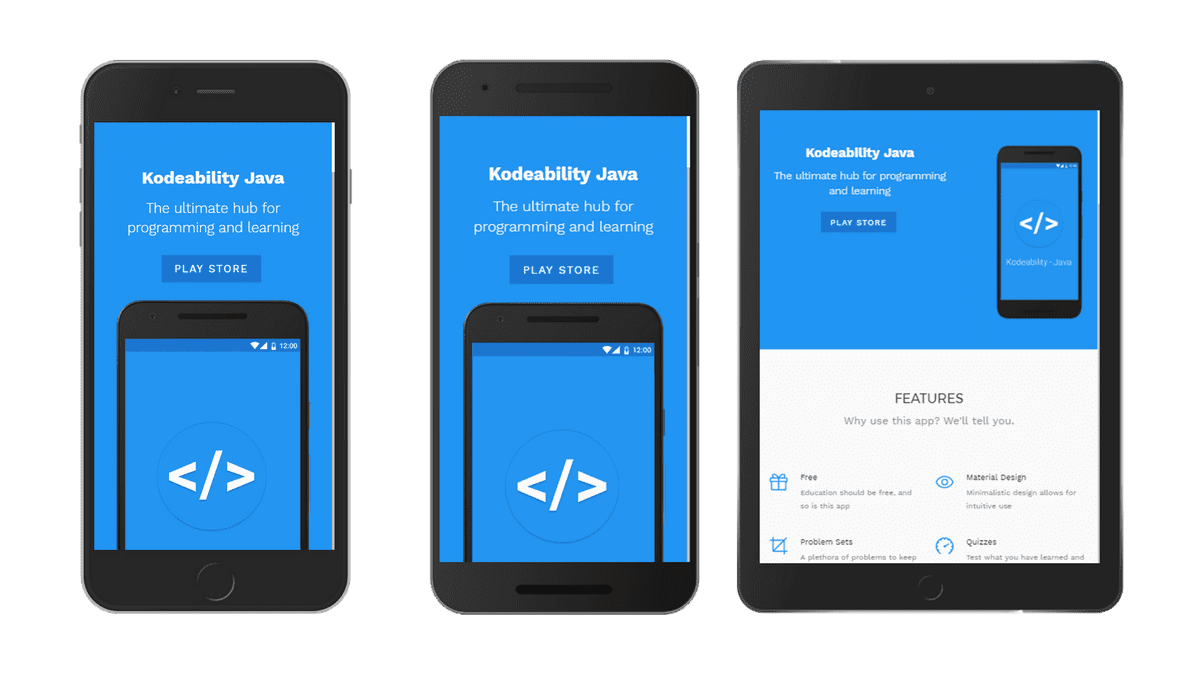 Kodeability Java
The ultimate hub for
programming and learning
PLAY STORE
12:00
</>
Kodeability Java
The ultimate hub for
programming and learning
PLAY STORE
12:00
</>
Kodeability Java
The ultimate hub for programming
and learning
PLAY STORE
</>
Kodeability - Java
FEATURES
Why use this app? We'll tell you.
Free
Education should be free, and
so is this app
Material Design
Minimalistic design allows for
intuitive use
Problem Sets
A plethora of problems to keep
Quizzes
Test what you have learned and